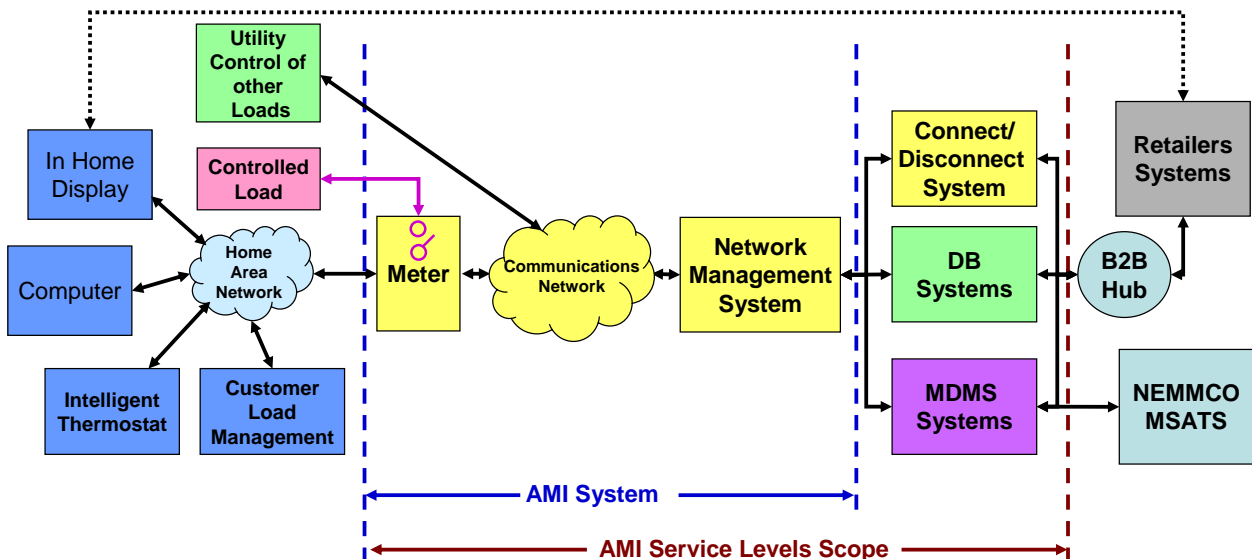 Utility
Control of
other
Loads
Connect/
Disconnect
System
Retailers
Systems
In Home
Display
Controlled
Load
Home
Area
Network
Meter
Communications
Network
Network
Management
System
DB
Systems
B2B
Hub
Computer
Intelligent
Thermostat
Customer
Load
Management
MDMS
Systems
NEMMCO
MSATS
AMI System
AMI Service Levels Scope